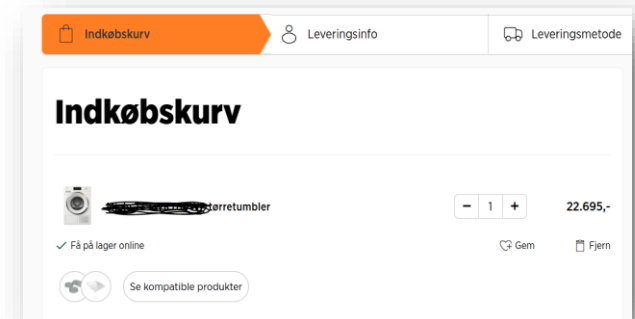 Indkøbskurv
Leveringsinfo
Leveringsmetode
Indkøbskurv
tørretumbler
− 1 + 22.695,-
Få på lager online
Gem
Fjern
Se kompatible produkter